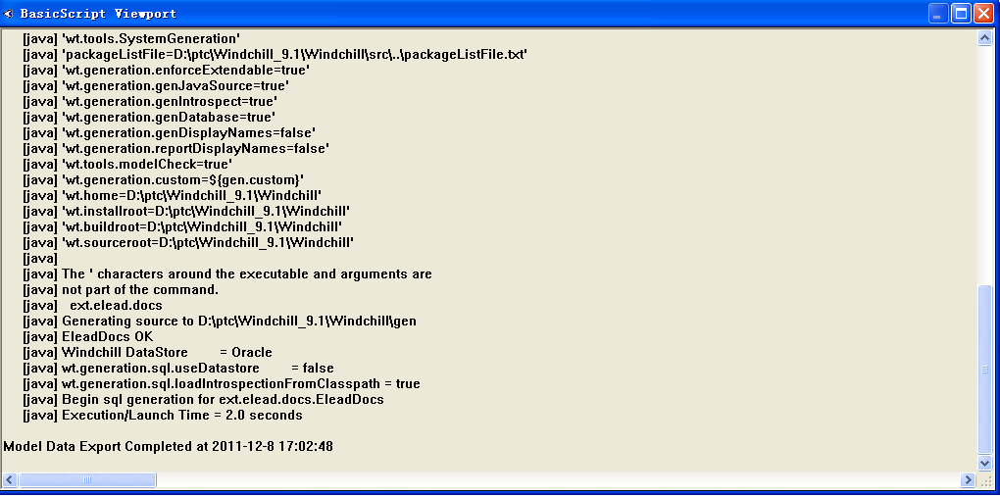 BasicScript Viewport
[java] 'wt.tools.SystemGeneration'
[java] 'packageListFile=D:\ptc\Windchill_9.1\Windchill\src\..\packageListFile.txt'
[java] 'wt.generation.enforceExtendable=true'
[java] 'wt.generation.genJavaSource=true'
[java] 'wt.generation.genIntrospect=true'
[java] 'wt.generation.genDatabase=true'
[java] 'wt.generation.genDisplayNames=false'
[java] 'wt.generation.reportDisplayNames=false'
[java] 'wt.tools.modelCheck=true'
[java] 'wt.generation.custom=${gen.custom}'
[java] 'wt.home=D:\ptc\Windchill_9.1\Windchill'
[java] 'wt.installroot=D:\ptc\Windchill_9.1\Windchill'
[java] 'wt.buildroot=D:\ptc\Windchill_9.1\Windchill'
[java] 'wt.sourceroot=D:\ptc\Windchill_9.1\Windchill'
[java]
[java] The ' characters around the executable and arguments are
[java] not part of the command.
[java]   ext.elead.docs
[java] Generating source to D:\ptc\Windchill_9.1\Windchill\gen
[java] EleadDocs OK
[java] Windchill DataStore        = Oracle
[java] wt.generation.sql.useDatastore        = false
[java] wt.generation.sql.loadIntrospectionFromClasspath = true
[java] Begin sql generation for ext.elead.docs.EleadDocs
[java] Execution/Launch Time = 2.0 seconds
Model Data Export Completed at 2011-12-8 17:02:48